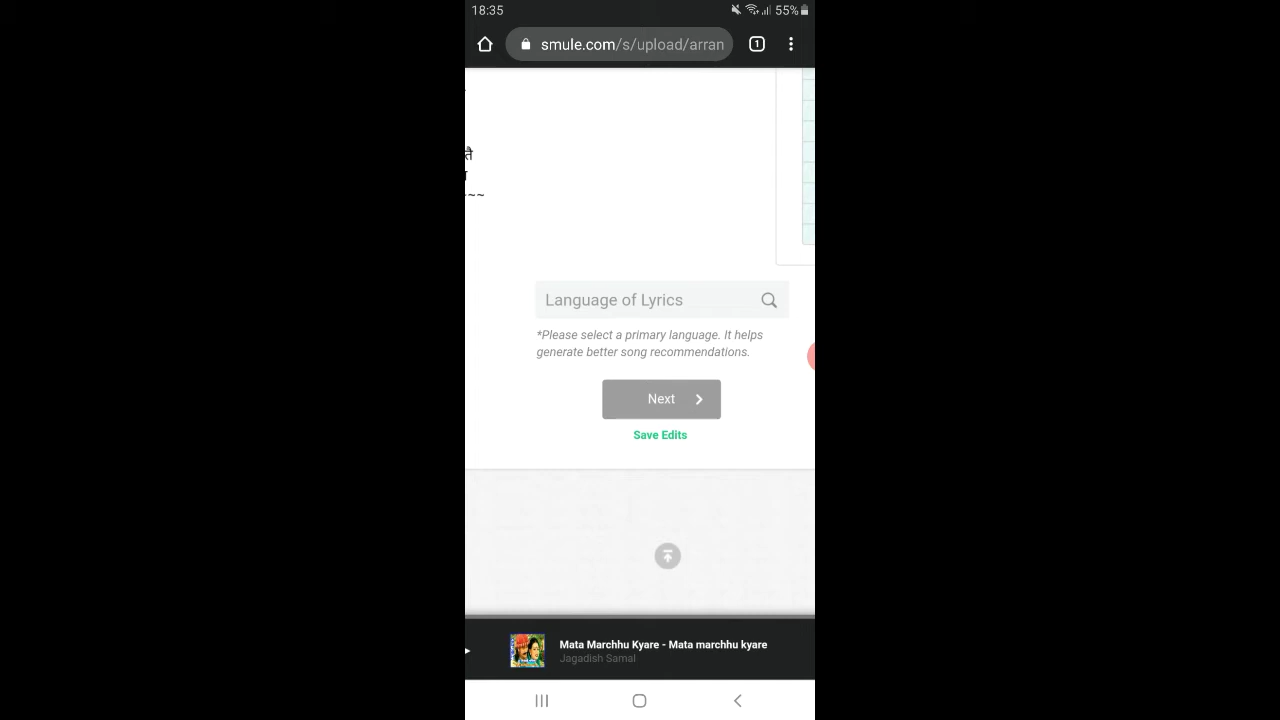 18:35
55%
smule.com/s/upload/arran
1
तै
~~
Language of Lyrics
*Please select a primary language. It helps
generate better song recommendations.
Next
Save Edits
Mata Marchhu Kyare - Mata marchhu kyare
Jagadish Samal